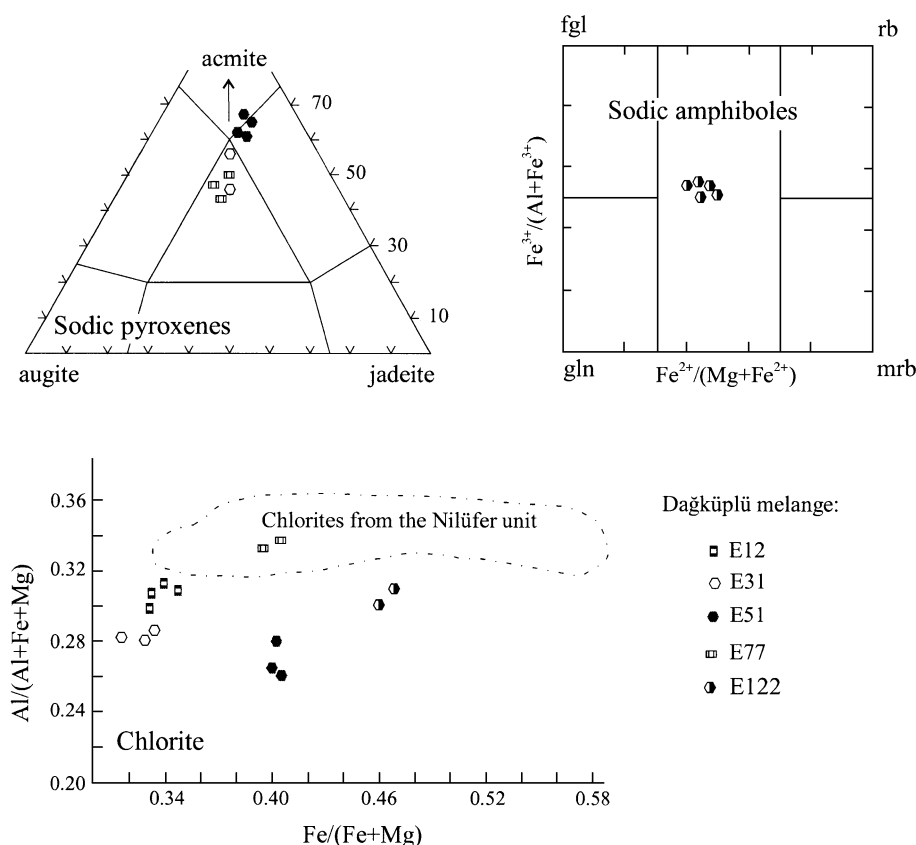 acmite
70
50
30
10
Sodic pyroxenes
augite
jadeite
fgl
rb
Sodic amphiboles
Fe³⁺/(Al+Fe³⁺)
gln
mrb
Fe²⁺/(Mg+Fe²⁺)
0.36
Chlorites from the Nilüfer unit
0.32
0.28
0.24
0.20
Al/(Al+Fe+Mg)
Chlorite
0.34
0.40
0.46
0.52
0.58
Fe/(Fe+Mg)
Dağküplü melange:
E12
E31
E51
E77
E122